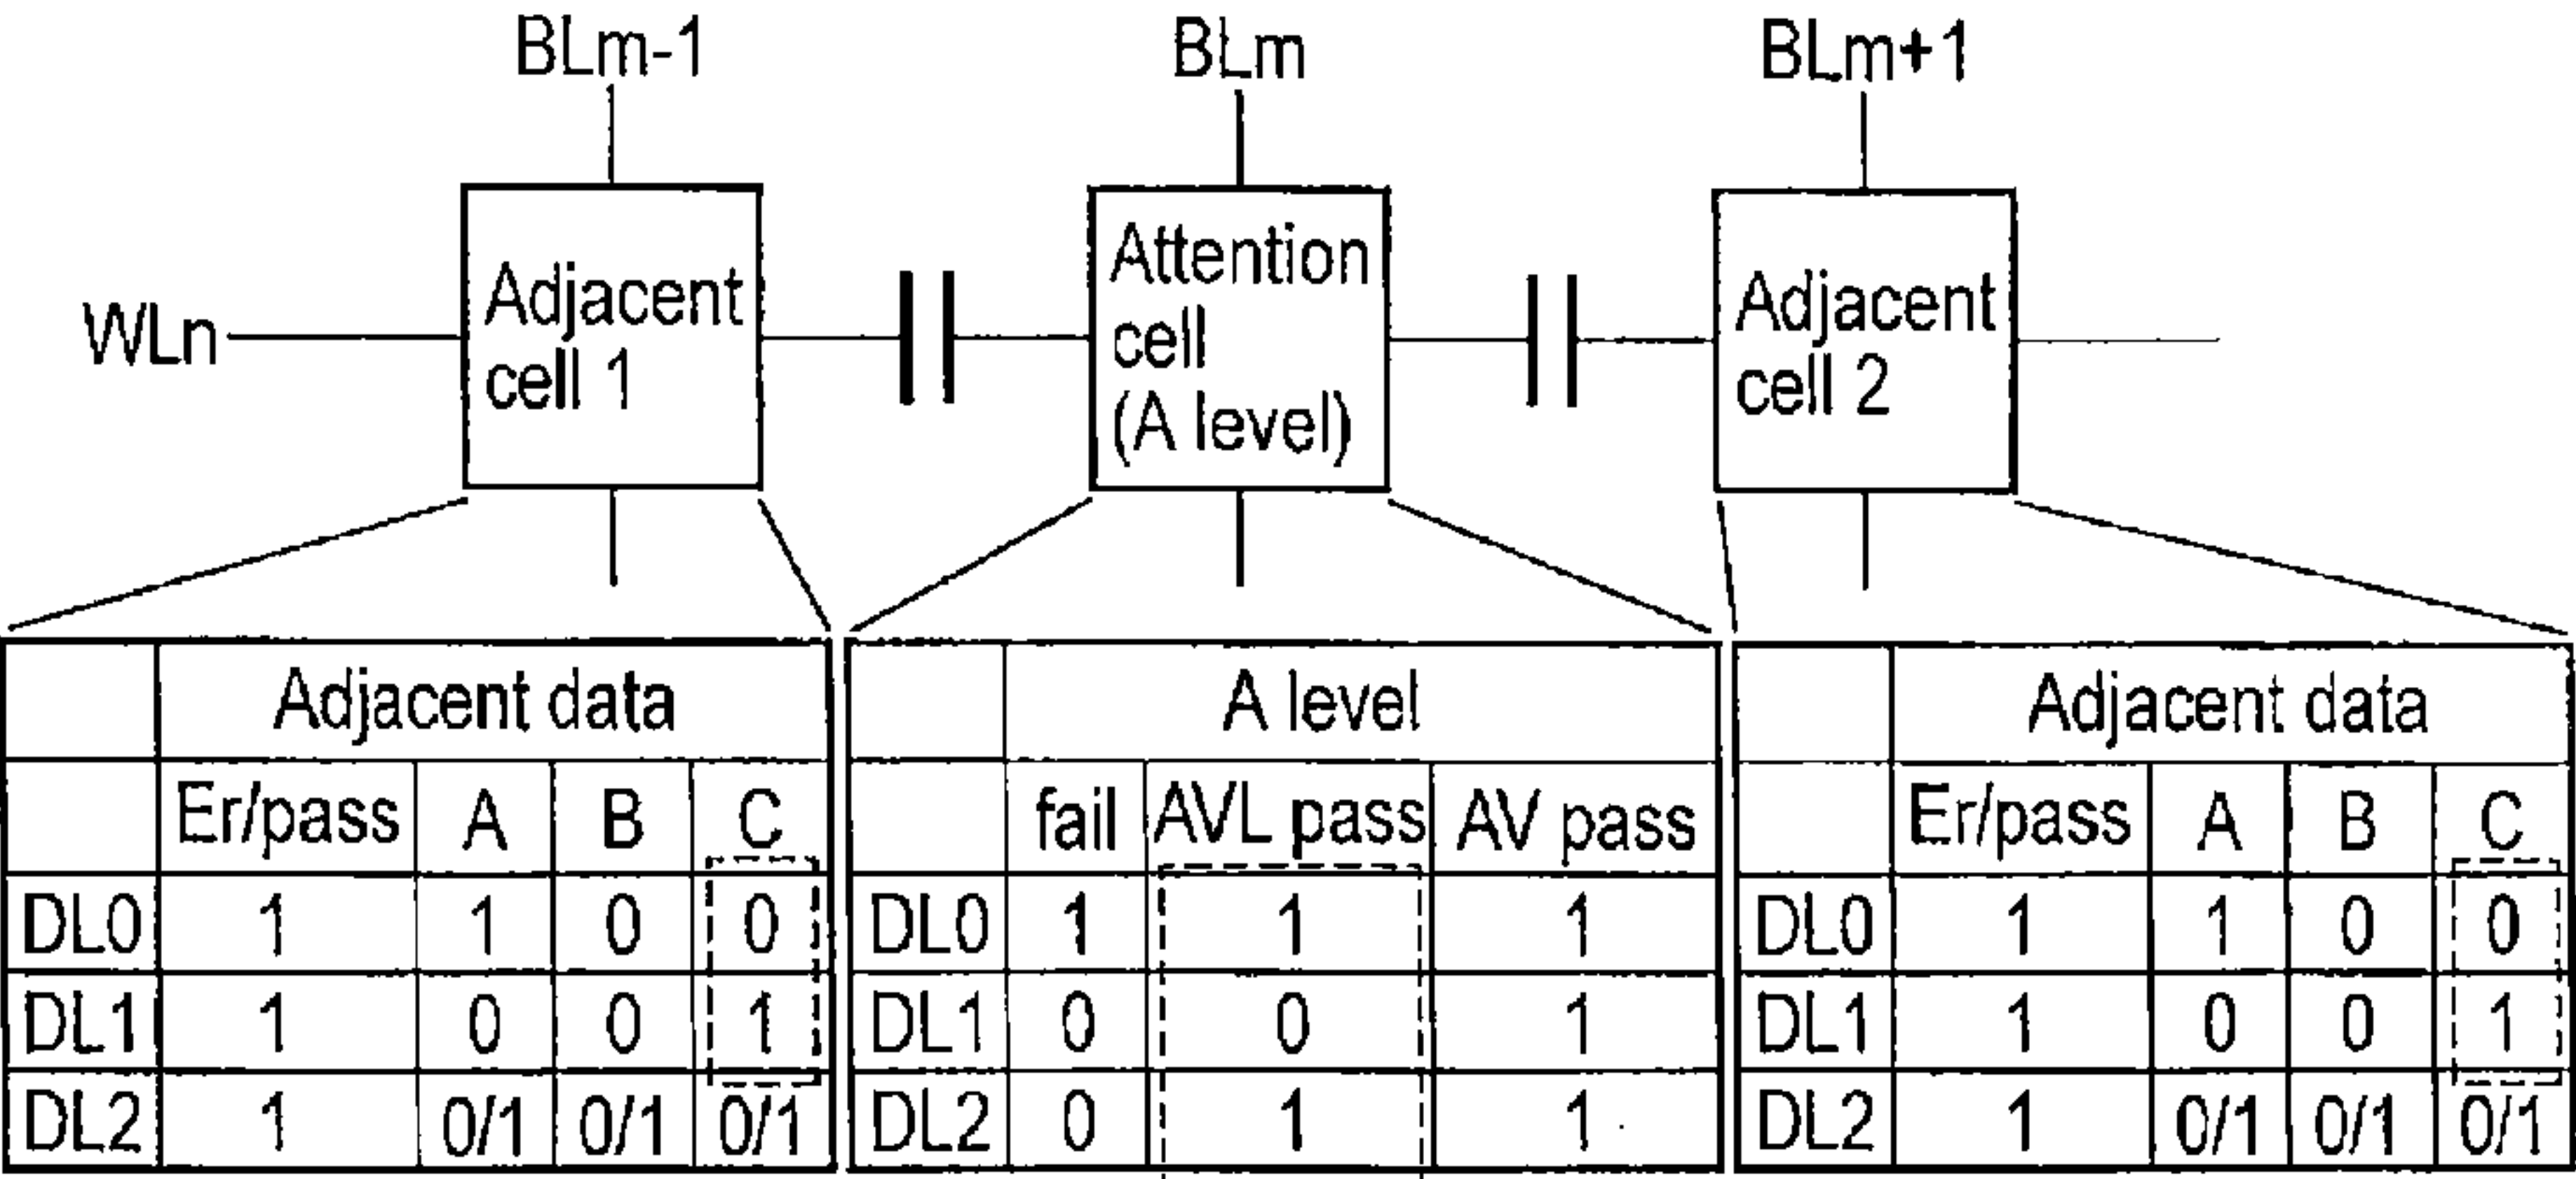 BLm-1 BLm BLm+1
WLn
Adjacent
cell 1
Attention
cell
(A level)
Adjacent
cell 2
Adjacent data A level Adjacent data
Er/pass A B C fail AVL pass AV pass Er/pass A B C
DL0 1 1 0 0 DL0 1 1 1 DL0 1 1 0 0
DL1 1 0 0 1 DL1 0 0 1 DL1 1 0 0 1
DL2 1 0/1 0/1 0/1 DL2 0 1 1 DL2 1 0/1 0/1 0/1